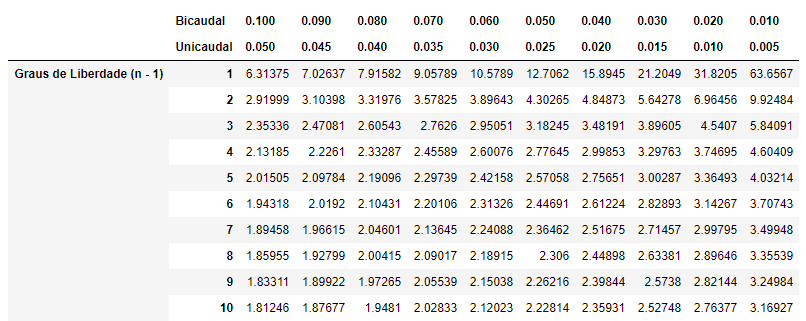 Bicaudal 0.100 0.090 0.080 0.070 0.060 0.050 0.040 0.030 0.020 0.010
Unicaudal 0.050 0.045 0.040 0.035 0.030 0.025 0.020 0.015 0.010 0.005
Graus de Liberdade (n - 1) 1 6.31375 7.02637 7.91582 9.05789 10.5789 12.7062 15.8945 21.2049 31.8205 63.6567
2 2.91999 3.10398 3.31976 3.57825 3.89643 4.30265 4.84873 5.64278 6.96456 9.92484
3 2.35336 2.47081 2.60543 2.7626 2.95051 3.18245 3.48191 3.89605 4.5407 5.84091
4 2.13185 2.2261 2.33287 2.45589 2.60076 2.77645 2.99853 3.29763 3.74695 4.60409
5 2.01505 2.09784 2.19096 2.29739 2.42158 2.57058 2.75651 3.00287 3.36493 4.03214
6 1.94318 2.0192 2.10431 2.20106 2.31326 2.44691 2.61224 2.82893 3.14267 3.70743
7 1.89458 1.96615 2.04601 2.13645 2.24088 2.36462 2.51675 2.71457 2.99795 3.49948
8 1.85955 1.92799 2.00415 2.09017 2.18915 2.306 2.44898 2.63381 2.89646 3.35539
9 1.83311 1.89922 1.97265 2.05539 2.15038 2.26216 2.39844 2.5738 2.82144 3.24984
10 1.81246 1.87677 1.9481 2.02833 2.12023 2.22814 2.35931 2.52748 2.76377 3.16927